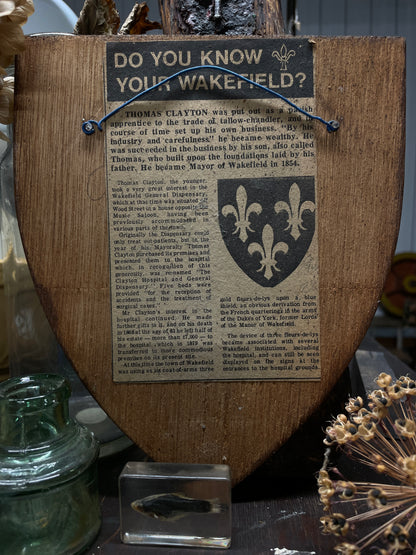 DO YOU KNOW
YOUR WAKEFIELD?
THOMAS CLAYTON was put out as a parish
apprentice to the trade of tallow-chandler, and in
course of time set up his own business. "By his
industry and carefulness," he became wealthy. He
was succeeded in the business by his son, also called
Thomas, who built upon the foundations laid by his
father. He became Mayor of Wakefield in 1854.
Thomas Clayton, the younger,
took a very great interest in the
Wakefield General Dispensary,
which at that time was situated
Wood Street in a house opposite the
Music Saloon, having been
previously accommodated in
various parts of the town.
Originally the Dispensary could
only treat out-patients, but in the
year of his Mayoralty Thomas
Clayton purchased its premises and
presented them to the hospital
which, in recognition of this
generosity, was renamed "The
Clayton Hospital and General
Dispensary." Five beds were
provided "for the reception of
accidents and the treatment of
surgical cases."
Mr Clayton's interest in the
hospital continued. He made
further gifts to it, and on his death
in 1868 at the age of 81 he left half of
his estate — more than £7,000 — to
the hospital, which in 1879 was
transferred to more commodious
premises on its present site.
At this time the town of Wakefield
was using as its coat-of-arms three
gold fleurs-de-lys upon a blue
shield, an obvious derivation from
the French quarterings in the arms
of the Dukes of York, former Lords
of the Manor of Wakefield.
The device of three fleurs-de-lys
became associated with several
Wakefield institutions, including
the hospital, and can still be seen
displayed on the signs at the
entrances to the hospital grounds.